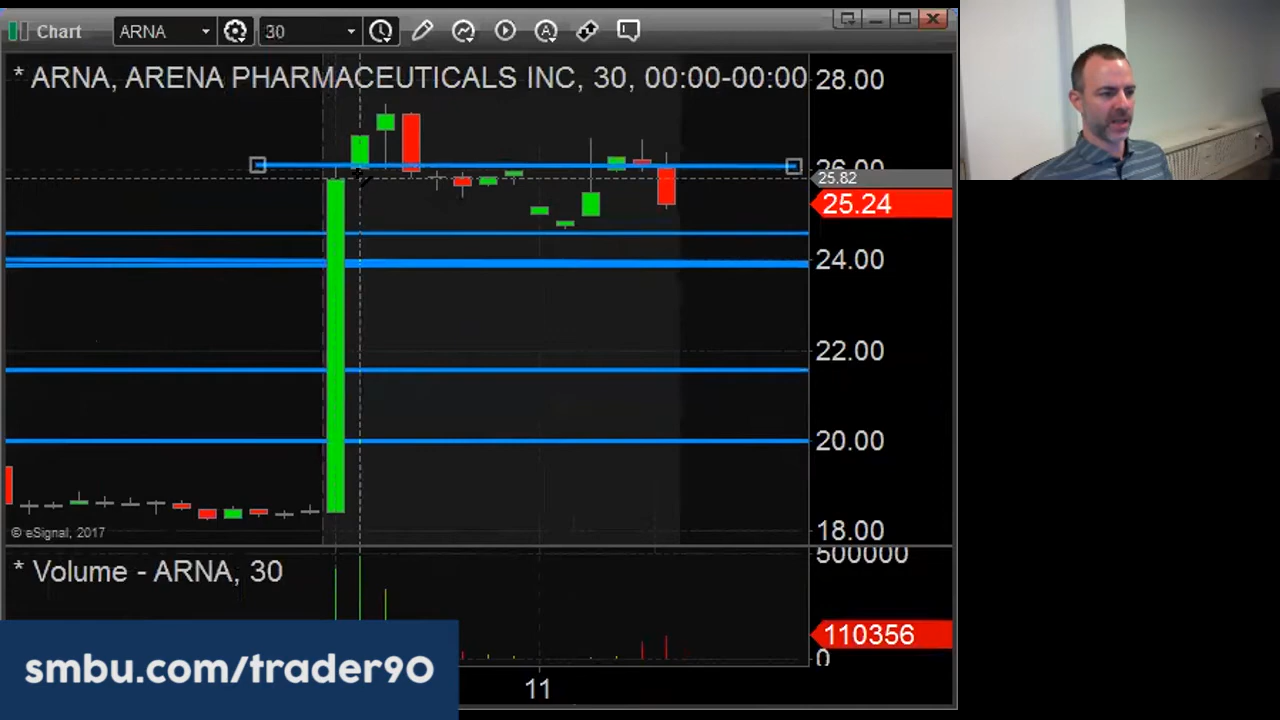 Chart ARNA 30
* ARNA, ARENA PHARMACEUTICALS INC, 30, 00:00-00:00
28.00
26.00
25.82
25.24
24.00
22.00
20.00
18.00
© eSignal, 2017
500000
* Volume - ARNA, 30
110356
0
11
smbu.com/trader90